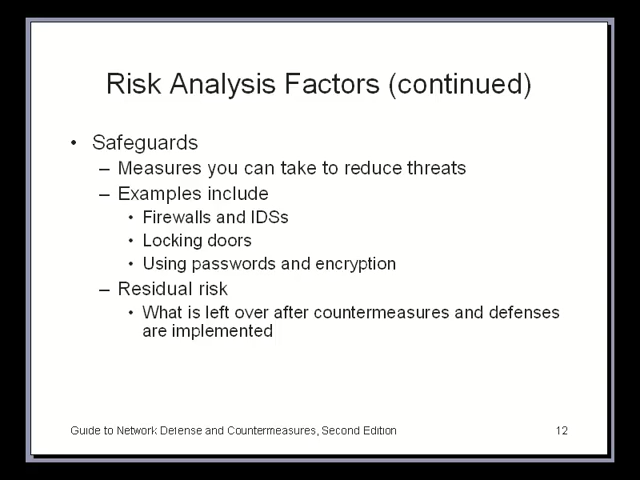 Risk Analysis Factors (continued)
• Safeguards
– Measures you can take to reduce threats
– Examples include
• Firewalls and IDSs
• Locking doors
• Using passwords and encryption
– Residual risk
• What is left over after countermeasures and defenses
are implemented
Guide to Network Defense and Countermeasures, Second Edition
12